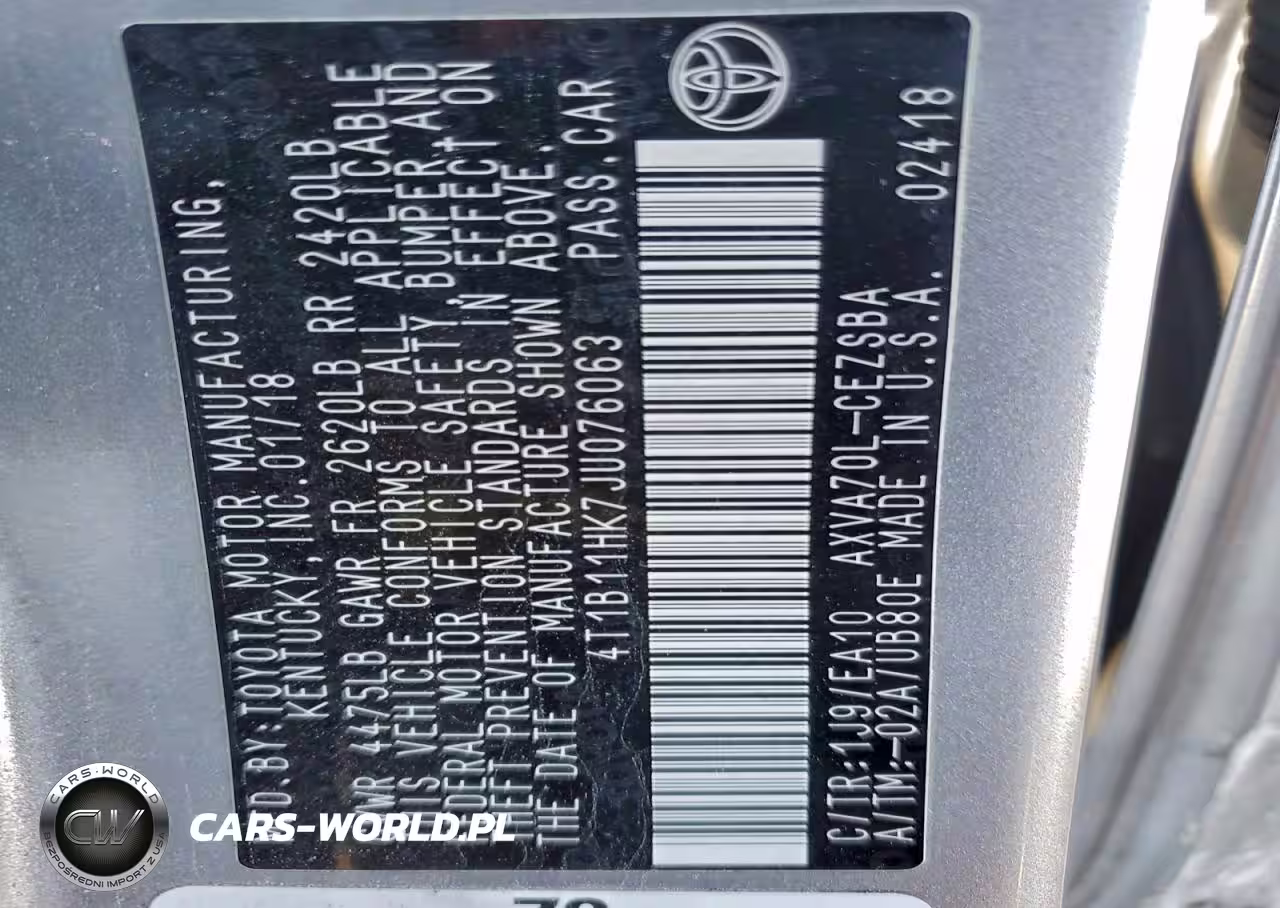 MFD.BY:TOYOTA MOTOR MANUFACTURING,
KENTUCKY,INC.01/18
GVWR 4475LB GAWR FR 2620LB RR 2420LB
THIS VEHICLE CONFORMS TO ALL APPLICABLE
FEDERAL MOTOR VEHICLE SAFETY,BUMPER,AND
THEFT PREVENTION STANDARDS IN EFFECT ON
THE DATE OF MANUFACTURE SHOWN ABOVE.
4T1B11HK7JU076063 PASS.CAR
C/TR:1J9/EA10 AXVA70L-CEZSBA
A/TM:-02A/UB80E MADE IN U.S.A. 02418
CARS-WORLD
CW
BEZPOŚREDNI IMPORT Z USA
CARS-WORLD.PL